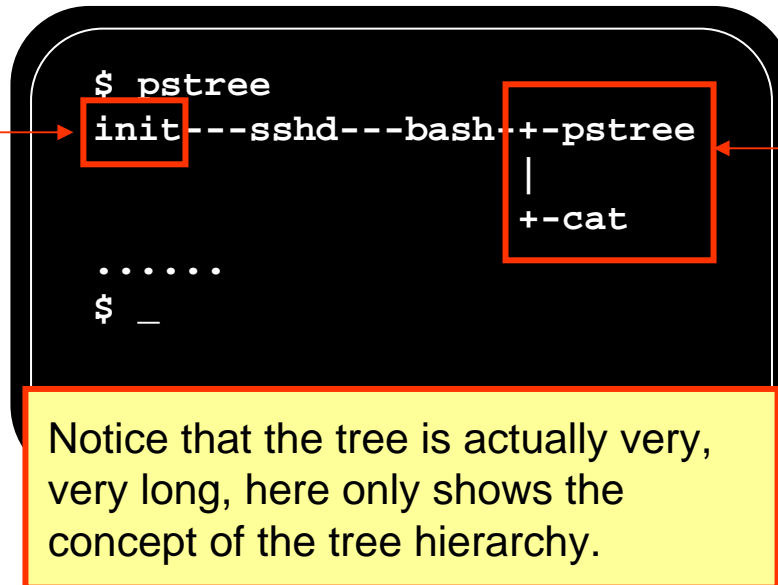 $ pstree
init---sshd---bash-+-pstree
                   |
                   +-cat
......
$ _
Notice that the tree is actually very,
very long, here only shows the
concept of the tree hierarchy.